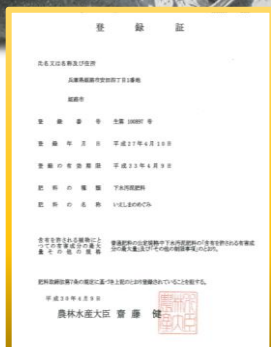 登録証
氏名又は名称及び住所
兵庫県姫路市安田四丁目1番地
姫路市
登録番号 生第 100897 号
登録年月日 平成27年4月10日
登録の有効期限 平成33年4月9日
肥料の種類 下水汚泥肥料
肥料の名称 いえしまのめぐみ
含有を許される植物にと 普通肥料の公定規格中下水汚泥肥料の「含有を許される有害成
つての有害成分の最大 分の最大量」及び「その他の制限事項」のとおり。
量その他の規格
肥料取締法第7条の規定に基づき上記のとおり登録されていることを証する。
平成30年4月9日
農林水産大臣 齋藤 健